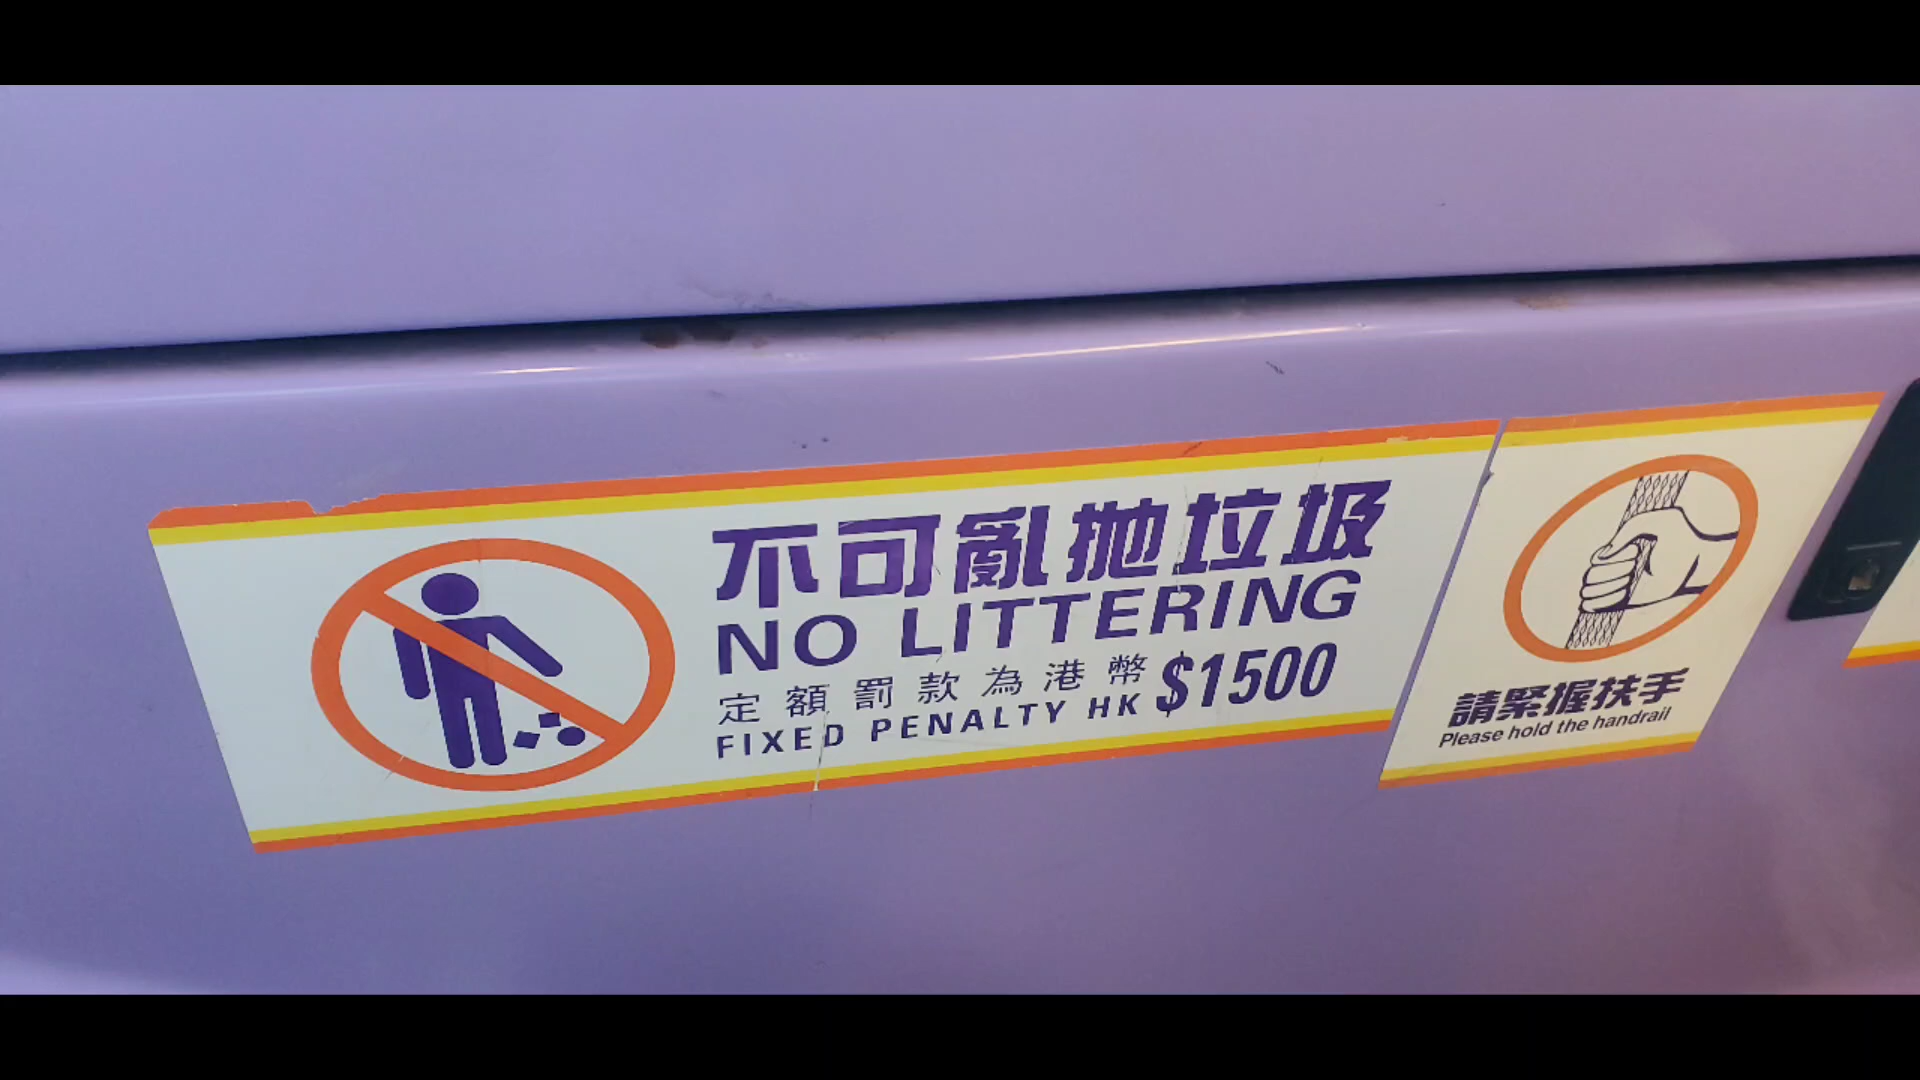 不可亂拋垃圾
NO LITTERING
定額罰款為港幣 $1500
FIXED PENALTY HK
請緊握扶手
Please hold the handrail